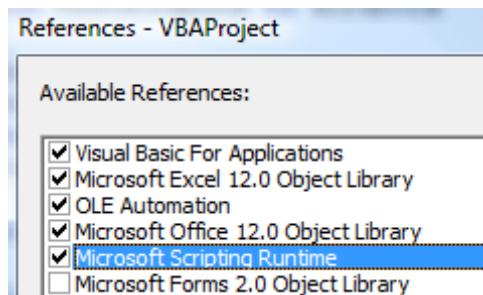 References - VBAProject
Available References:
Visual Basic For Applications
Microsoft Excel 12.0 Object Library
OLE Automation
Microsoft Office 12.0 Object Library
Microsoft Scripting Runtime
Microsoft Forms 2.0 Object Library